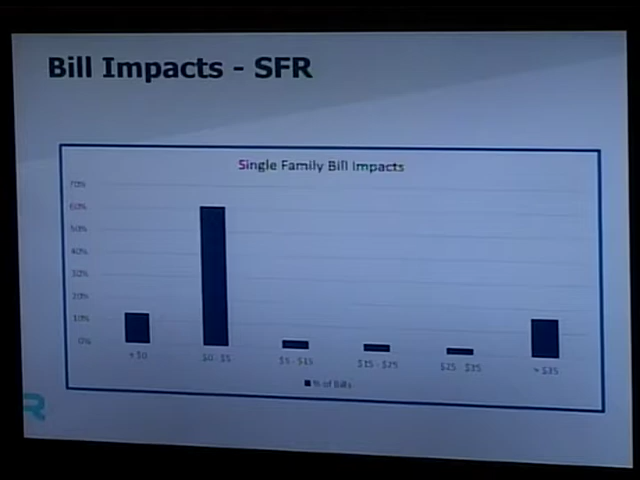 Bill Impacts - SFR
Single Family Bill Impacts
70%
60%
50%
40%
30%
20%
10%
0%
$0 - $5
$5 - $15
$15 - $25
$25 - $35
> $35
% of Bills
R